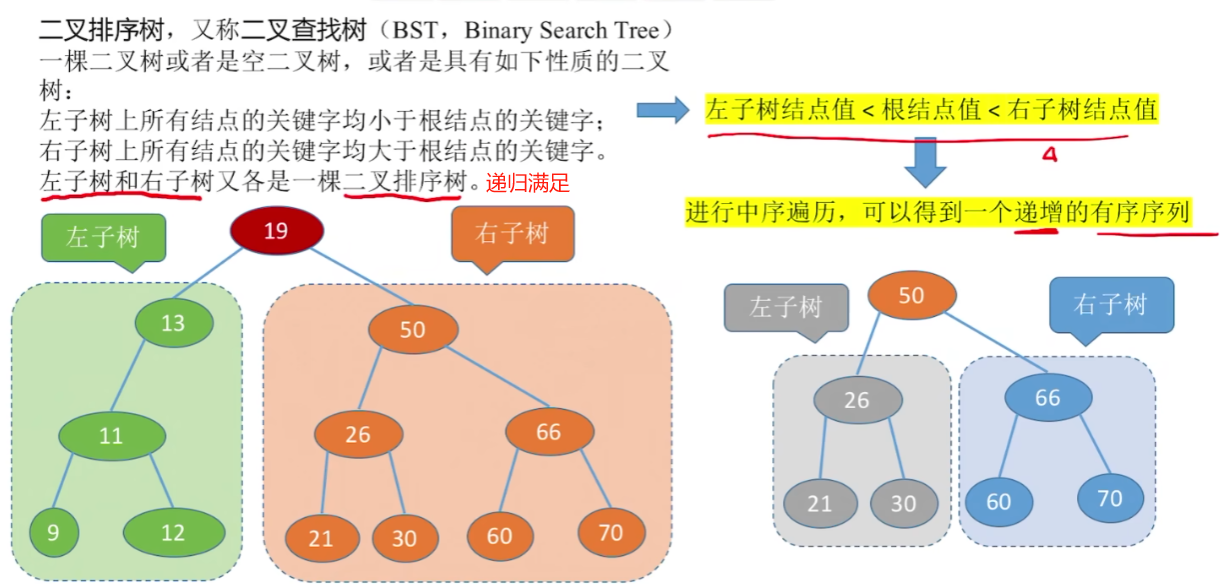 二叉排序树，又称二叉查找树（BST，Binary Search Tree）
一棵二叉树或者是空二叉树，或者是具有如下性质的二叉
树：
左子树上所有结点的关键字均小于根结点的关键字；
右子树上所有结点的关键字均大于根结点的关键字。
左子树和右子树又各是一棵二叉排序树。递归满足
左子树结点值 < 根结点值 < 右子树结点值
进行中序遍历，可以得到一个递增的有序序列
左子树
19
右子树
13
50
11
26
66
9
12
21
30
60
70
左子树
50
右子树
26
66
21
30
60
70